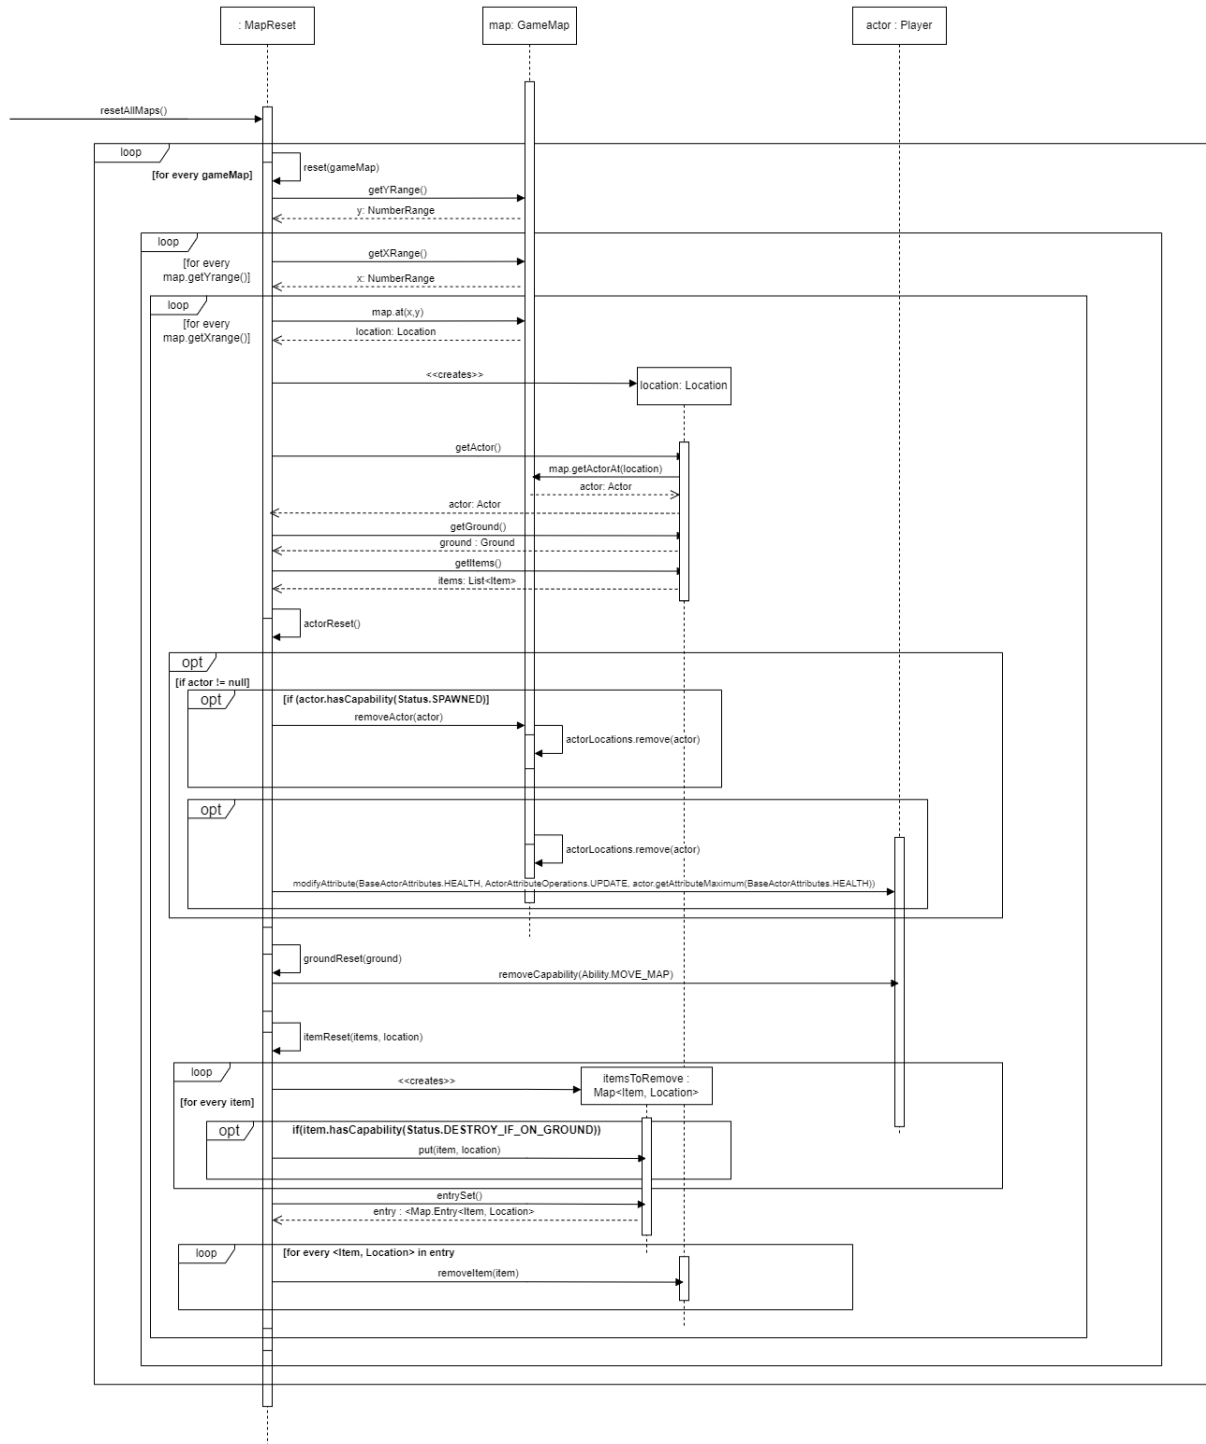 : MapReset
map: GameMap
actor : Player
resetAllMaps()
loop
[for every gameMap]
reset(gameMap)
getYRange()
y: NumberRange
loop
[for every
map.getYrange()]
getXRange()
x: NumberRange
loop
[for every
map.getXrange()]
map.at(x,y)
location: Location
<<creates>>
location: Location
getActor()
map.getActorAt(location)
actor: Actor
actor: Actor
getGround()
ground : Ground
getItems()
items: List<Item>
actorReset()
opt
[if actor != null]
opt
[if (actor.hasCapability(Status.SPAWNED)]
removeActor(actor)
actorLocations.remove(actor)
opt
actorLocations.remove(actor)
modifyAttribute(BaseActorAttributes.HEALTH, ActorAttributeOperations.UPDATE, actor.getAttributeMaximum(BaseActorAttributes.HEALTH))
groundReset(ground)
removeCapability(Ability.MOVE_MAP)
itemReset(items, location)
loop
[for every item]
<<creates>>
itemsToRemove :
Map<Item, Location>
opt
if(item.hasCapability(Status.DESTROY_IF_ON_GROUND))
put(item, location)
entrySet()
entry : <Map.Entry<Item, Location>
loop
[for every <Item, Location> in entry
removeItem(item)